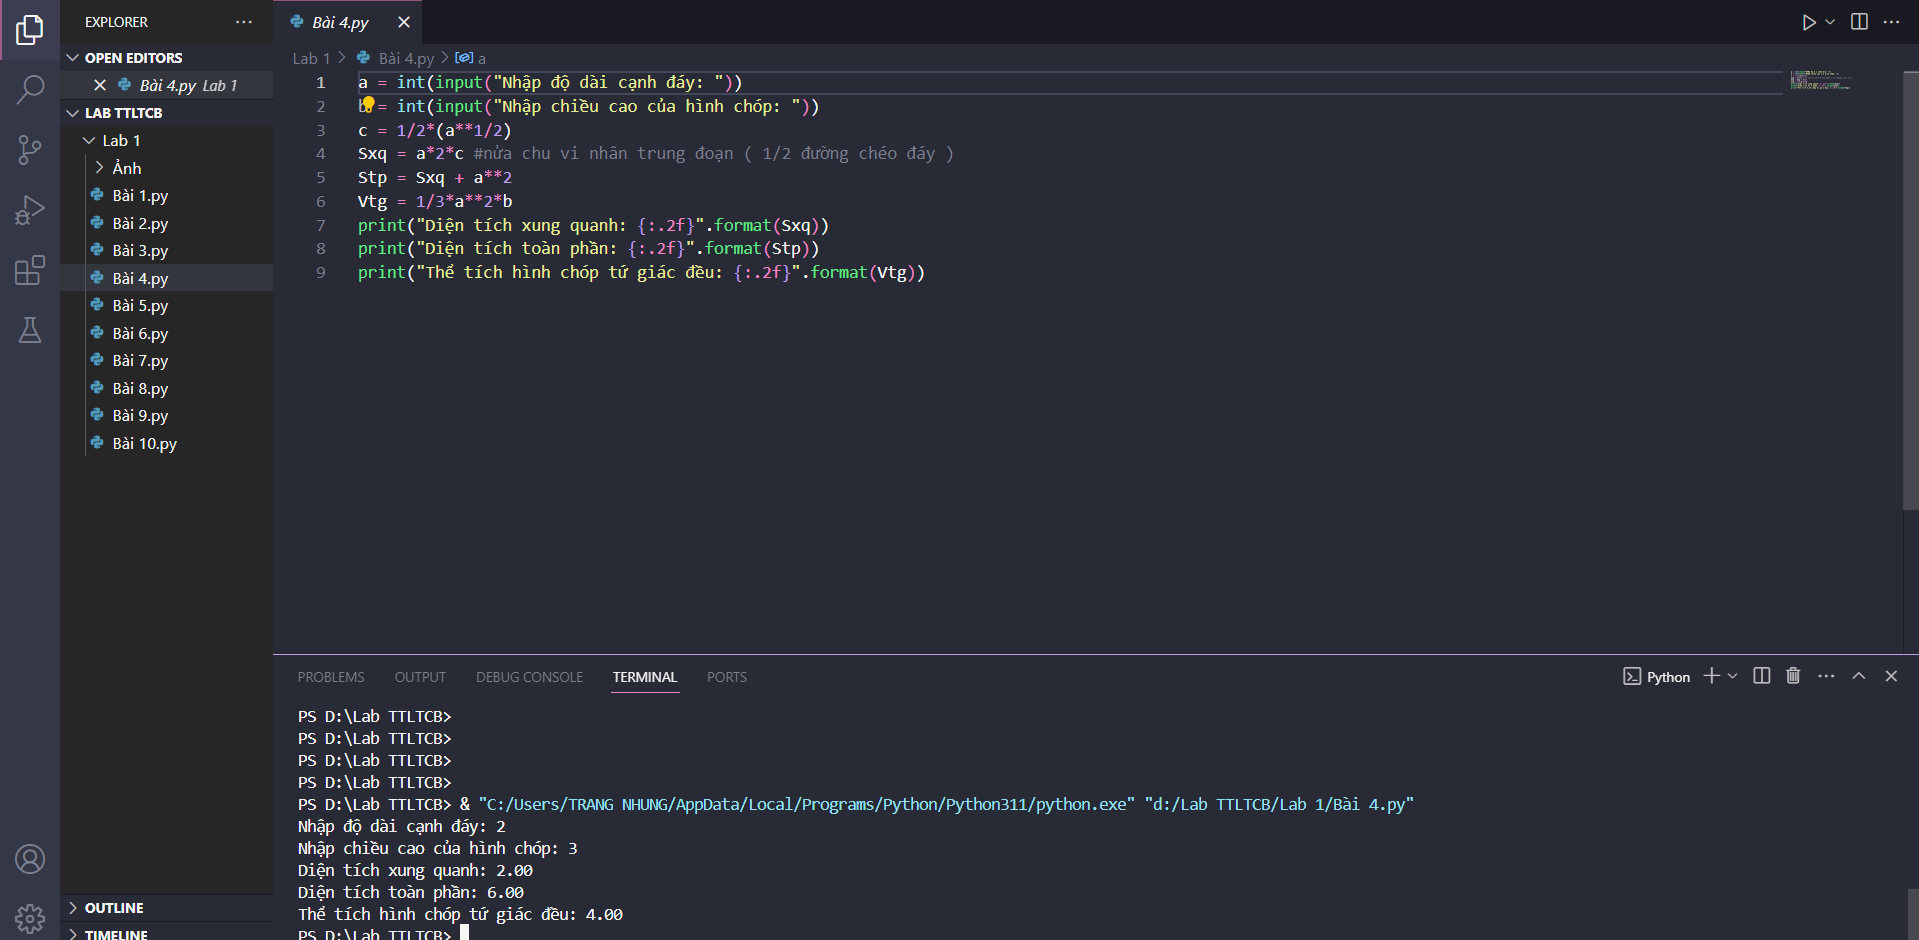 EXPLORER
OPEN EDITORS
Bài 4.py Lab 1
LAB TTLTCB
Lab 1
Ảnh
Bài 1.py
Bài 2.py
Bài 3.py
Bài 4.py
Bài 5.py
Bài 6.py
Bài 7.py
Bài 8.py
Bài 9.py
Bài 10.py
OUTLINE
TIMELINE
Bài 4.py
Lab 1 > Bài 4.py > a
1 a = int(input("Nhập độ dài cạnh đáy: "))
2 b = int(input("Nhập chiều cao của hình chóp: "))
3 c = 1/2*(a**1/2)
4 Sxq = a*2*c #nửa chu vi nhân trung đoạn ( 1/2 đường chéo đáy )
5 Stp = Sxq + a**2
6 Vtg = 1/3*a**2*b
7 print("Diện tích xung quanh: {:.2f}".format(Sxq))
8 print("Diện tích toàn phần: {:.2f}".format(Stp))
9 print("Thể tích hình chóp tứ giác đều: {:.2f}".format(Vtg))
PROBLEMS OUTPUT DEBUG CONSOLE TERMINAL PORTS
Python
PS D:\Lab TTLTCB>
PS D:\Lab TTLTCB>
PS D:\Lab TTLTCB>
PS D:\Lab TTLTCB>
PS D:\Lab TTLTCB> & "C:/Users/TRANG NHUNG/AppData/Local/Programs/Python/Python311/python.exe" "d:/Lab TTLTCB/Lab 1/Bài 4.py"
Nhập độ dài cạnh đáy: 2
Nhập chiều cao của hình chóp: 3
Diện tích xung quanh: 2.00
Diện tích toàn phần: 6.00
Thể tích hình chóp tứ giác đều: 4.00
PS D:\Lab TTLTCB>